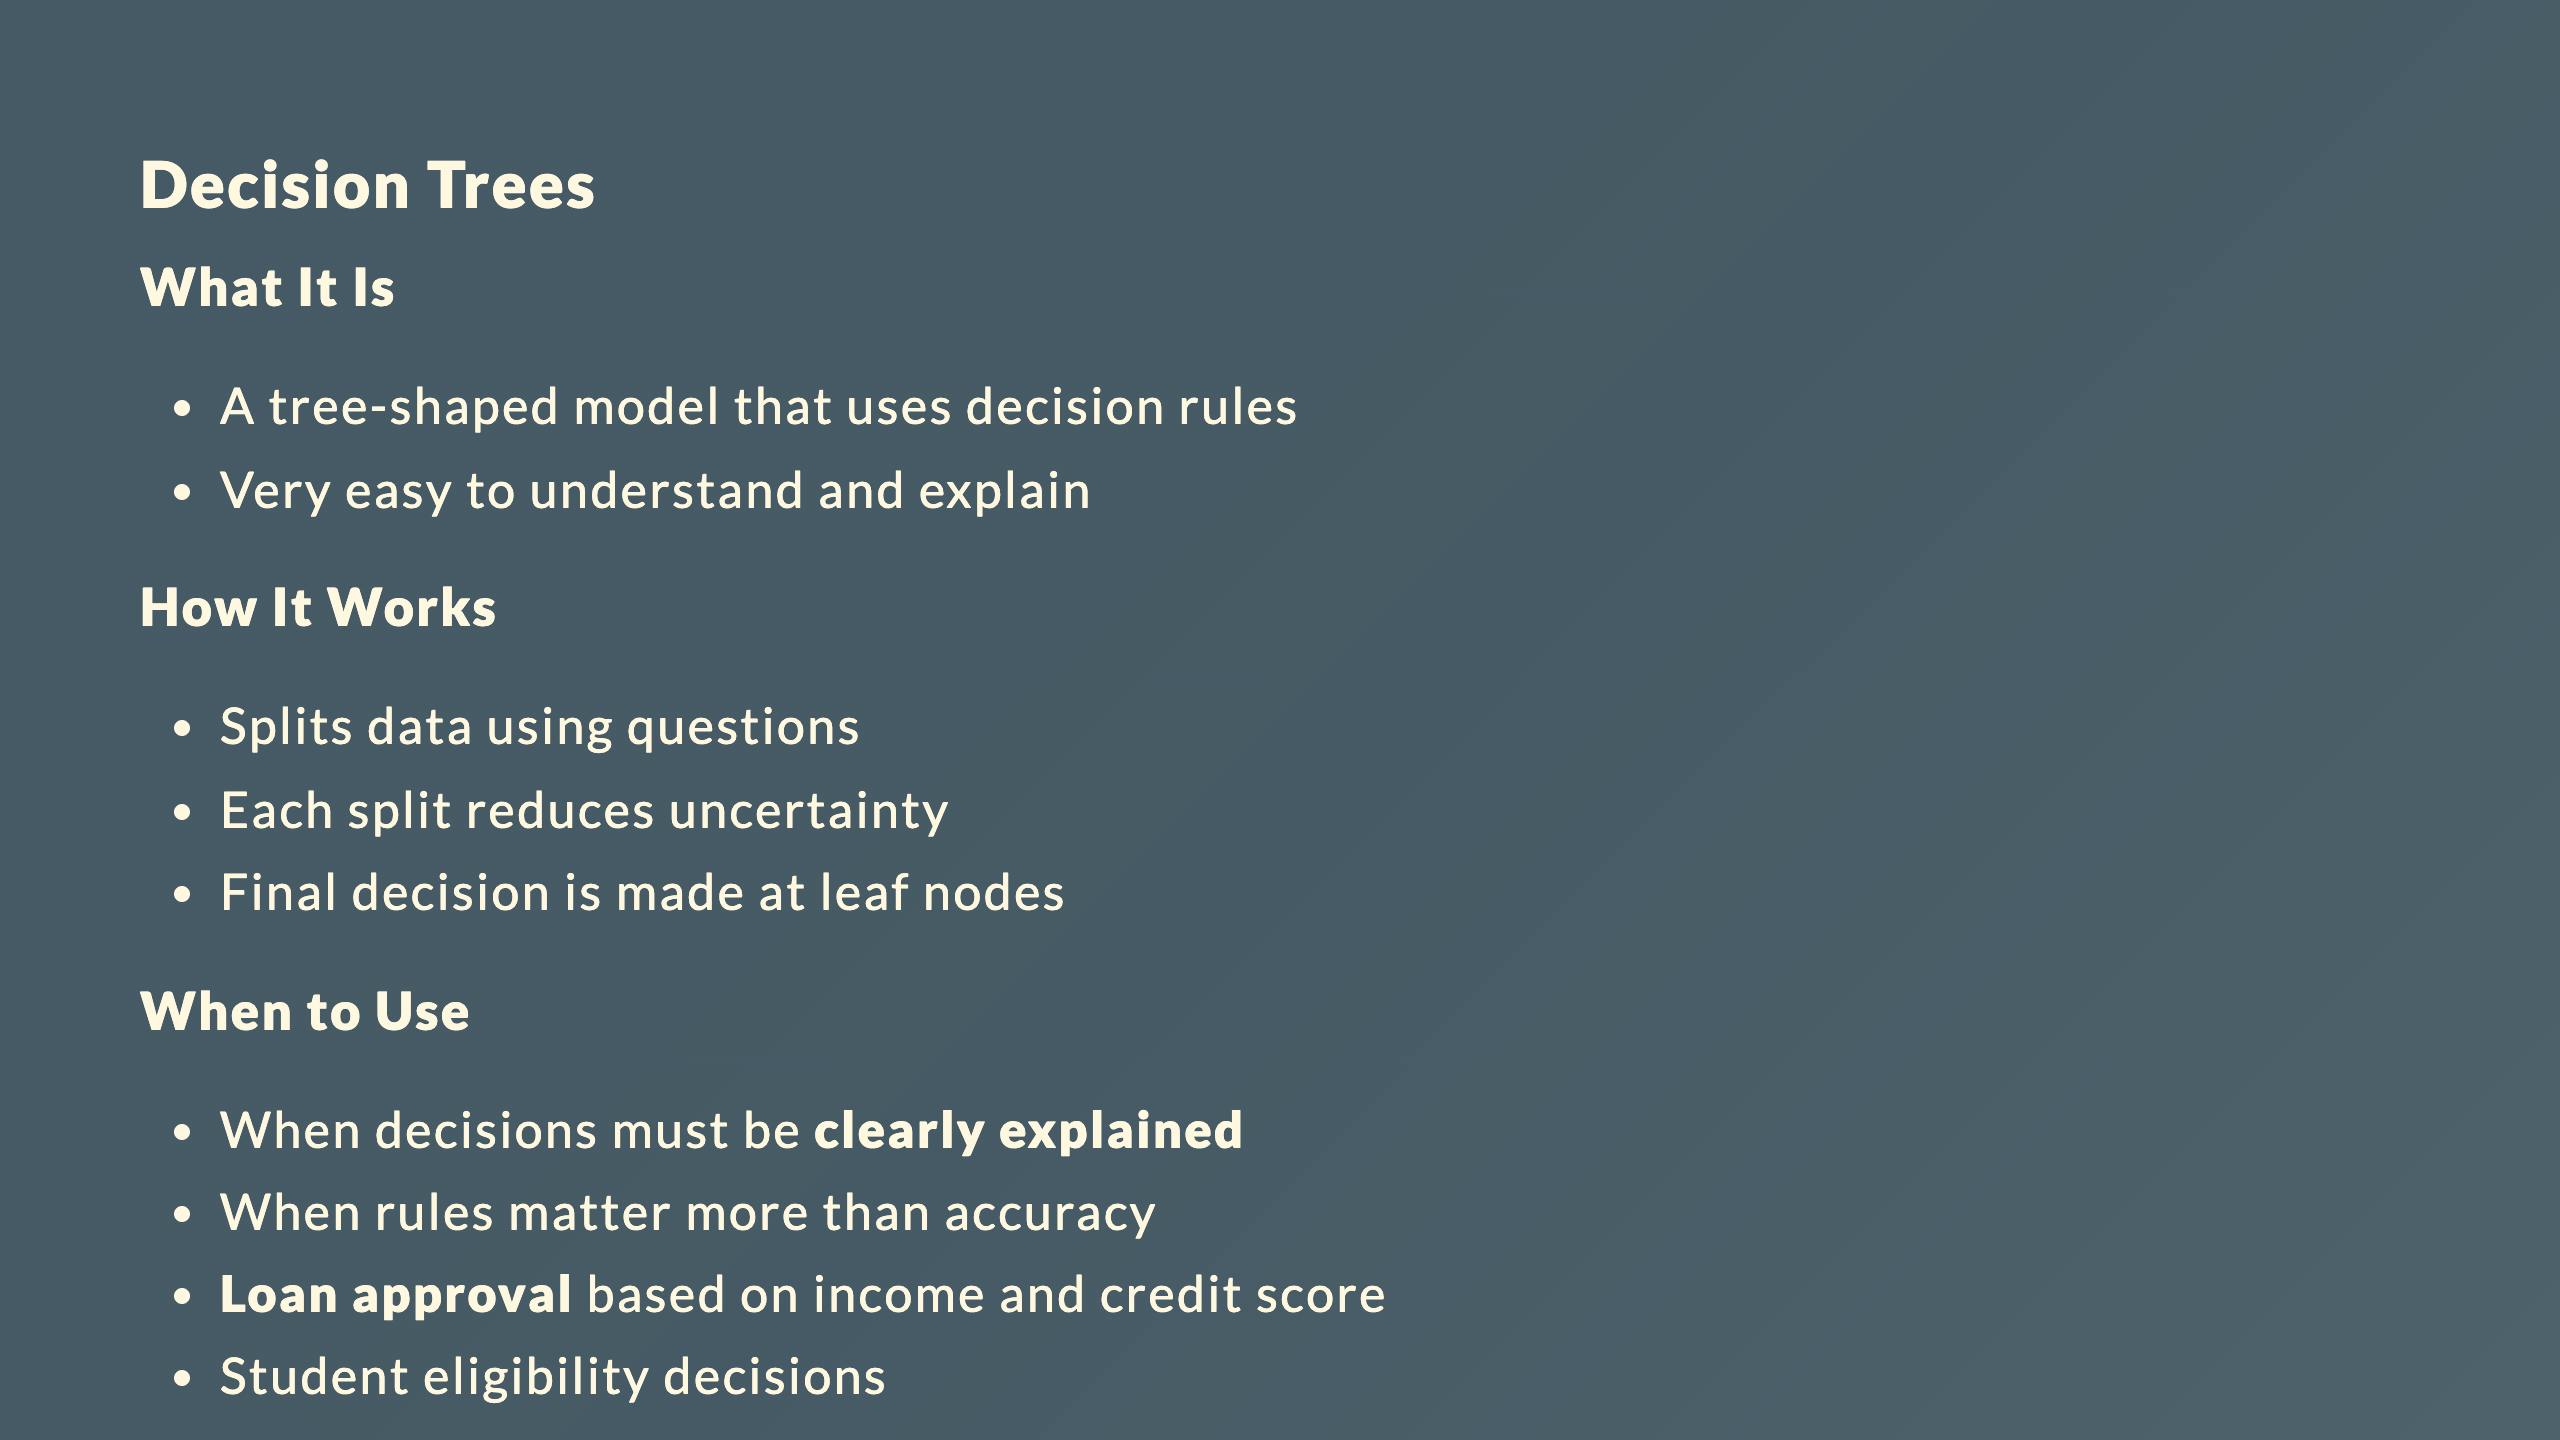 Decision Trees
What It Is
• A tree-shaped model that uses decision rules
• Very easy to understand and explain
How It Works
• Splits data using questions
• Each split reduces uncertainty
• Final decision is made at leaf nodes
When to Use
• When decisions must be clearly explained
• When rules matter more than accuracy
• Loan approval based on income and credit score
• Student eligibility decisions